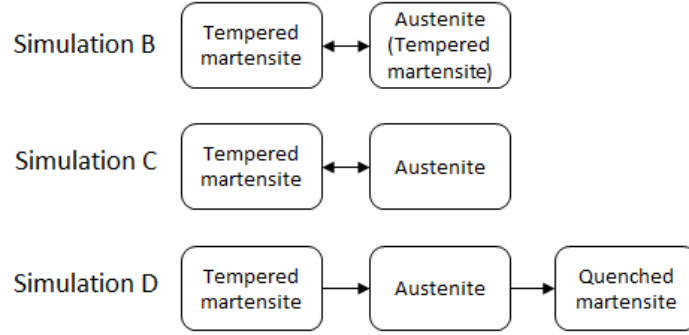 Simulation B
Tempered
martensite
Austenite
(Tempered
martensite)
Simulation C
Tempered
martensite
Austenite
Simulation D
Tempered
martensite
Austenite
Quenched
martensite